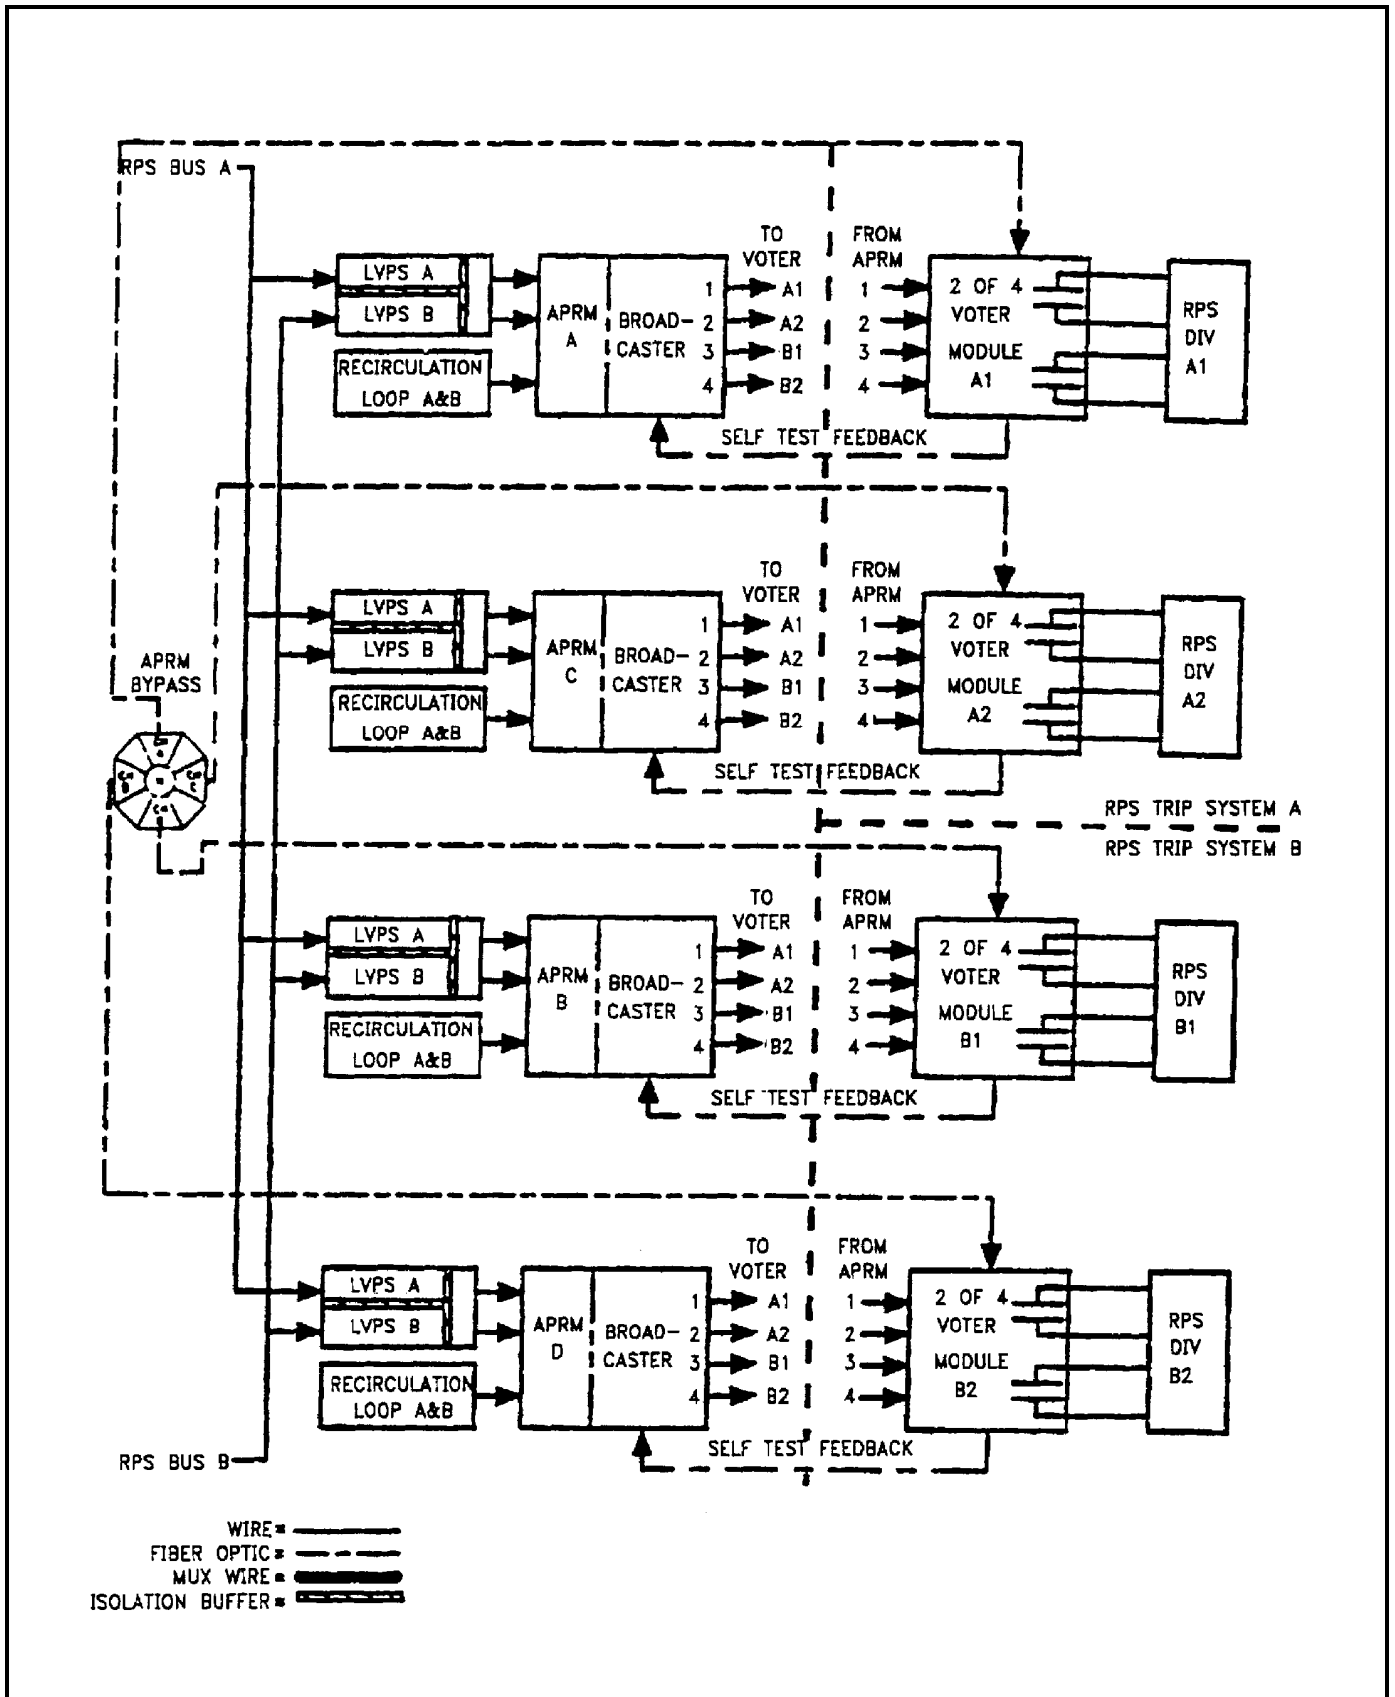 RPS BUS A
TO
VOTER
FROM
APRM
LVPS A
LVPS B
RECIRCULATION
LOOP A&B
APRM
A
BROAD-
CASTER
1
2
3
4
A1
A2
B1
B2
1
2
3
4
2 OF 4
VOTER
MODULE
A1
RPS
DIV
A1
SELF TEST FEEDBACK
TO
VOTER
FROM
APRM
LVPS A
LVPS B
RECIRCULATION
LOOP A&B
APRM
C
BROAD-
CASTER
1
2
3
4
A1
A2
B1
B2
1
2
3
4
2 OF 4
VOTER
MODULE
A2
RPS
DIV
A2
SELF TEST FEEDBACK
APRM
BYPASS
RPS TRIP SYSTEM A
RPS TRIP SYSTEM B
TO
VOTER
FROM
APRM
LVPS A
LVPS B
RECIRCULATION
LOOP A&B
APRM
B
BROAD-
CASTER
1
2
3
4
A1
A2
B1
B2
1
2
3
4
2 OF 4
VOTER
MODULE
B1
RPS
DIV
B1
SELF TEST FEEDBACK
TO
VOTER
FROM
APRM
LVPS A
LVPS B
RECIRCULATION
LOOP A&B
APRM
D
BROAD-
CASTER
1
2
3
4
A1
A2
B1
B2
1
2
3
4
2 OF 4
VOTER
MODULE
B2
RPS
DIV
B2
SELF TEST FEEDBACK
RPS BUS B
WIRE=
FIBER OPTIC=
MUX WIRE=
ISOLATION BUFFER=